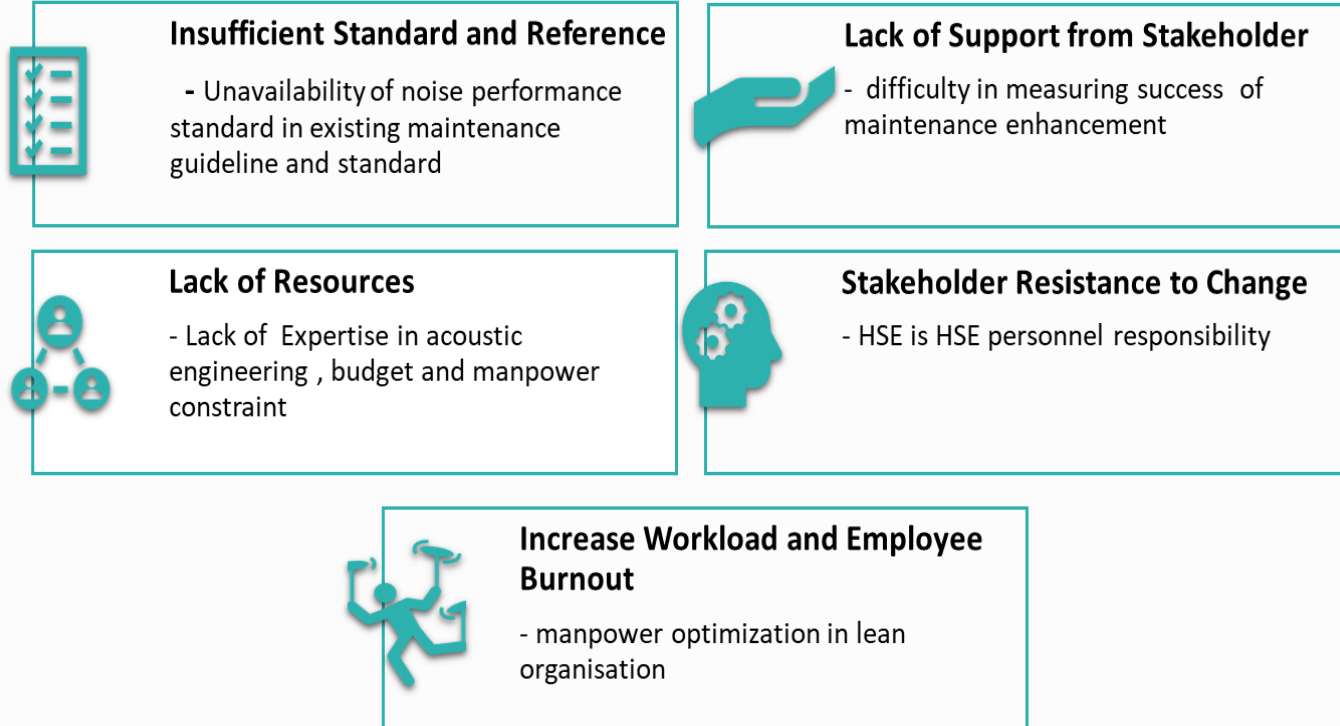 Insufficient Standard and Reference
- Unavailability of noise performance
standard in existing maintenance
guideline and standard
Lack of Support from Stakeholder
- difficulty in measuring success of
maintenance enhancement
Lack of Resources
- Lack of Expertise in acoustic
engineering , budget and manpower
constraint
Stakeholder Resistance to Change
- HSE is HSE personnel responsibility
Increase Workload and Employee
Burnout
- manpower optimization in lean
organisation